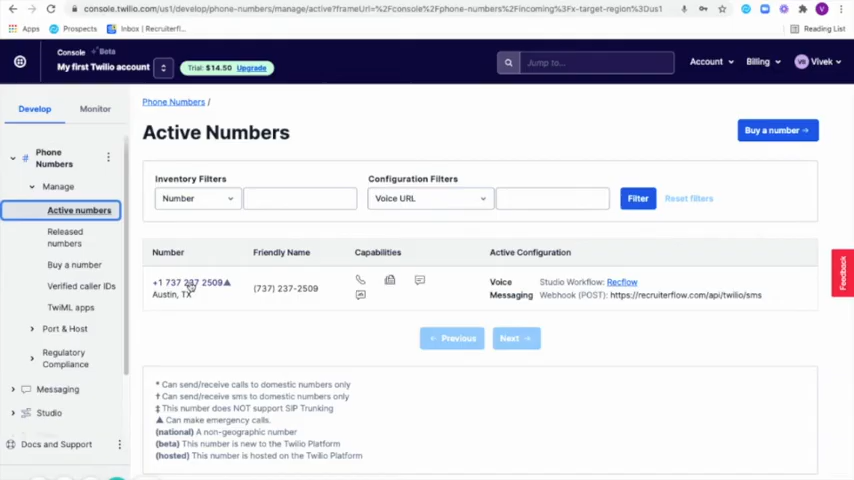 console.twilio.com/us1/develop/phone-numbers/manage/active?frameUrl=%2Fconsole%2Fphone-numbers%2Fincoming%3Fx-target-region%3Dus1
Apps Prospects Inbox (Recruiterfl... Reading List
Console Beta
My first Twilio account
Trial: $14.50 Upgrade
Jump to...
Account
Billing
VB Vivek
Develop Monitor
Phone Numbers /
Active Numbers
Buy a number →
# Phone
Numbers
Manage
Active numbers
Released
numbers
Buy a number
Verified caller IDs
TwiML apps
Port & Host
Regulatory
Compliance
Messaging
Studio
Docs and Support
Inventory Filters Configuration Filters
Number Voice URL Filter Reset filters
Number Friendly Name Capabilities Active Configuration
+1 737 237 2509▲
Austin, TX
(737) 237-2509
Voice Studio Workflow: Recflow
Messaging Webhook (POST): https://recruiterflow.com/api/twilio/sms
← Previous Next →
* Can send/receive calls to domestic numbers only
† Can send/receive sms to domestic numbers only
‡ This number does NOT support SIP Trunking
▲ Can make emergency calls.
(national) A non-geographic number
(beta) This number is new to the Twilio Platform
(hosted) This number is hosted on the Twilio Platform
Feedback